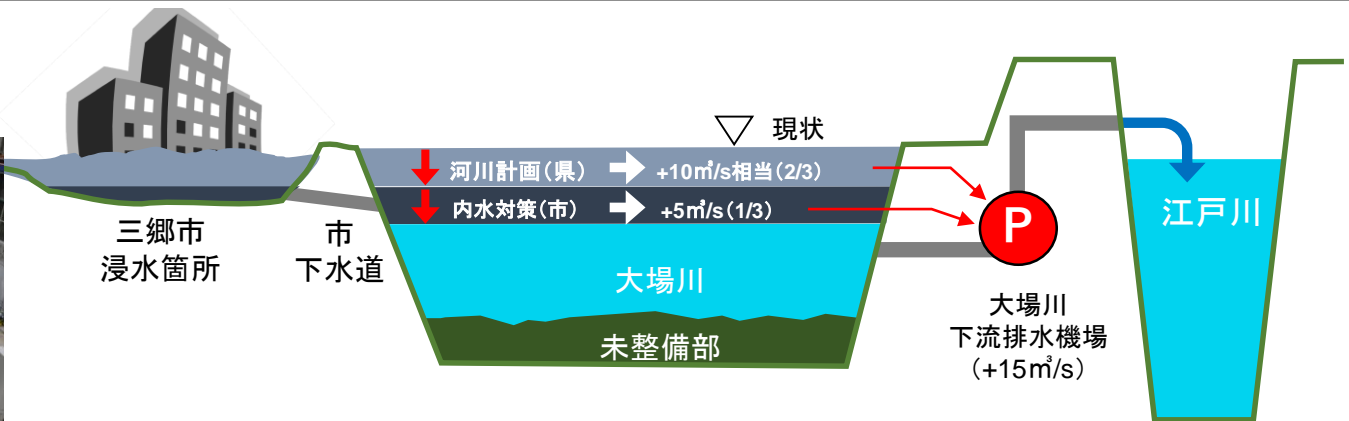 現状
河川計画(県)
+10㎥/s相当(2/3)
内水対策(市)
+5㎥/s(1/3)
三郷市
浸水箇所
市
下水道
大場川
未整備部
P
大場川
下流排水機場
(+15㎥/s)
江戸川